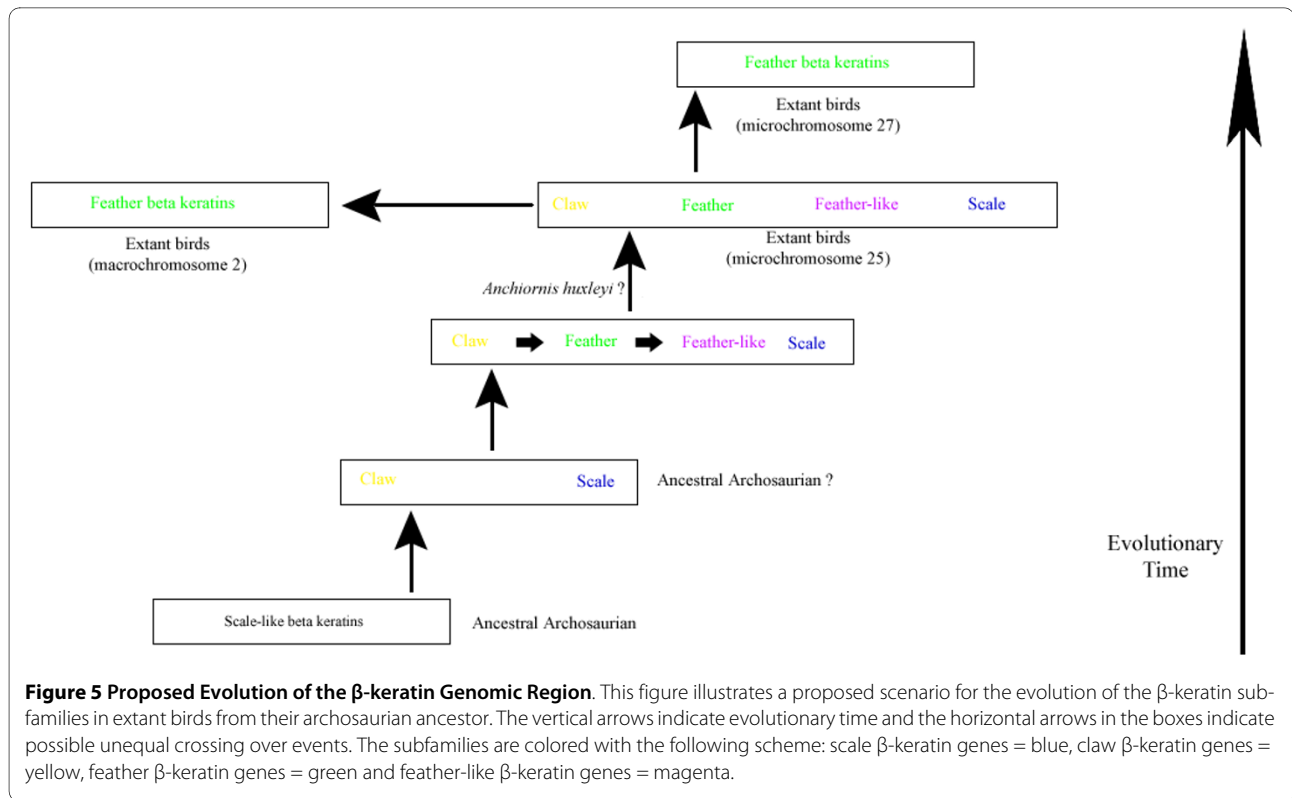 Feather beta keratins
Extant birds
(microchromosome 27)
Feather beta keratins
Claw Feather Feather-like Scale
Extant birds
(macrochromosome 2)
Extant birds
(microchromosome 25)
Anchiornis huxleyi ?
Claw Feather Feather-like Scale
Claw Scale Ancestral Archosaurian ?
Evolutionary
Time
Scale-like beta keratins Ancestral Archosaurian
Figure 5 Proposed Evolution of the β-keratin Genomic Region. This figure illustrates a proposed scenario for the evolution of the β-keratin sub-
families in extant birds from their archosaurian ancestor. The vertical arrows indicate evolutionary time and the horizontal arrows in the boxes indicate
possible unequal crossing over events. The subfamilies are colored with the following scheme: scale β-keratin genes = blue, claw β-keratin genes =
yellow, feather β-keratin genes = green and feather-like β-keratin genes = magenta.